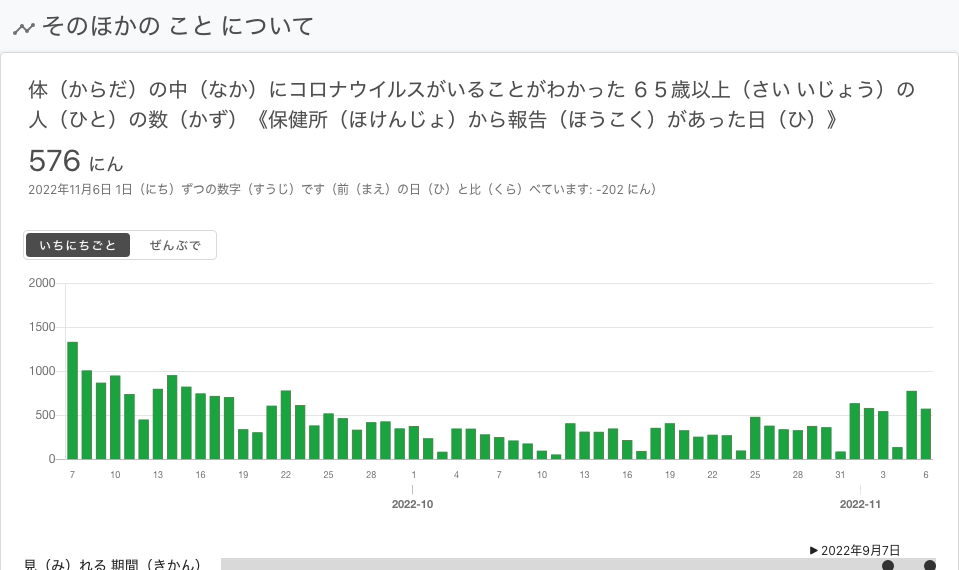 そのほかの こと について
体（からだ）の中（なか）にコロナウイルスがいることがわかった ６５歳以上（さい いじょう）の
人（ひと）の数（かず）《保健所（ほけんじょ）から報告（ほうこく）があった日（ひ）》
576 にん
2022年11月6日 1日（にち）ずつの数字（すうじ）です（前（まえ）の日（ひ）と比（くら）べています: -202 にん）
いちにちごと ぜんぶで
2000
1500
1000
500
0
7 10 13 16 19 22 25 28 1 4 7 10 13 16 19 22 25 28 31 3 6
2022-10 2022-11
▶ 2022年9月7日
見（み）れる 期間（きかん）